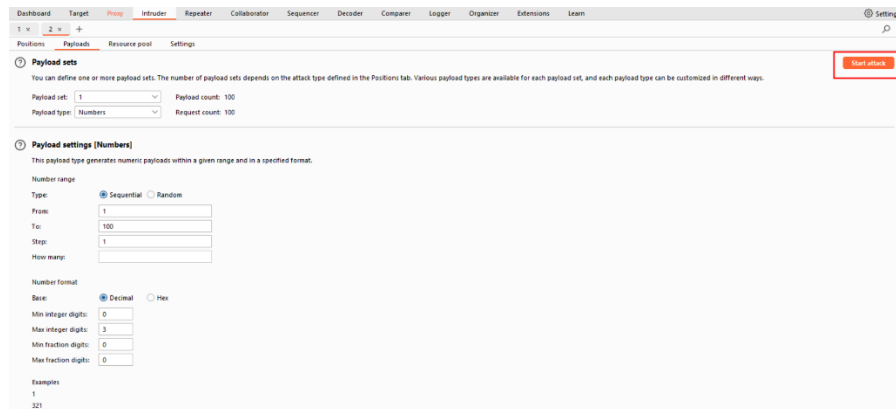 Dashboard Target Proxy Intruder Repeater Collaborator Sequencer Decoder Comparer Logger Organizer Extensions Learn Setting
1 × 2 × +
Positions Payloads Resource pool Settings
? Payload sets Start attack
You can define one or more payload sets. The number of payload sets depends on the attack type defined in the Positions tab. Various payload types are available for each payload set, and each payload type can be customized in different ways.
Payload set: 1 Payload count: 100
Payload type: Numbers Request count: 100
? Payload settings [Numbers]
This payload type generates numeric payloads within a given range and in a specified format.
Number range
Type: Sequential Random
From: 1
To: 100
Step: 1
How many:
Number format
Base: Decimal Hex
Min integer digits: 0
Max integer digits: 3
Min fraction digits: 0
Max fraction digits: 0
Examples
1
321